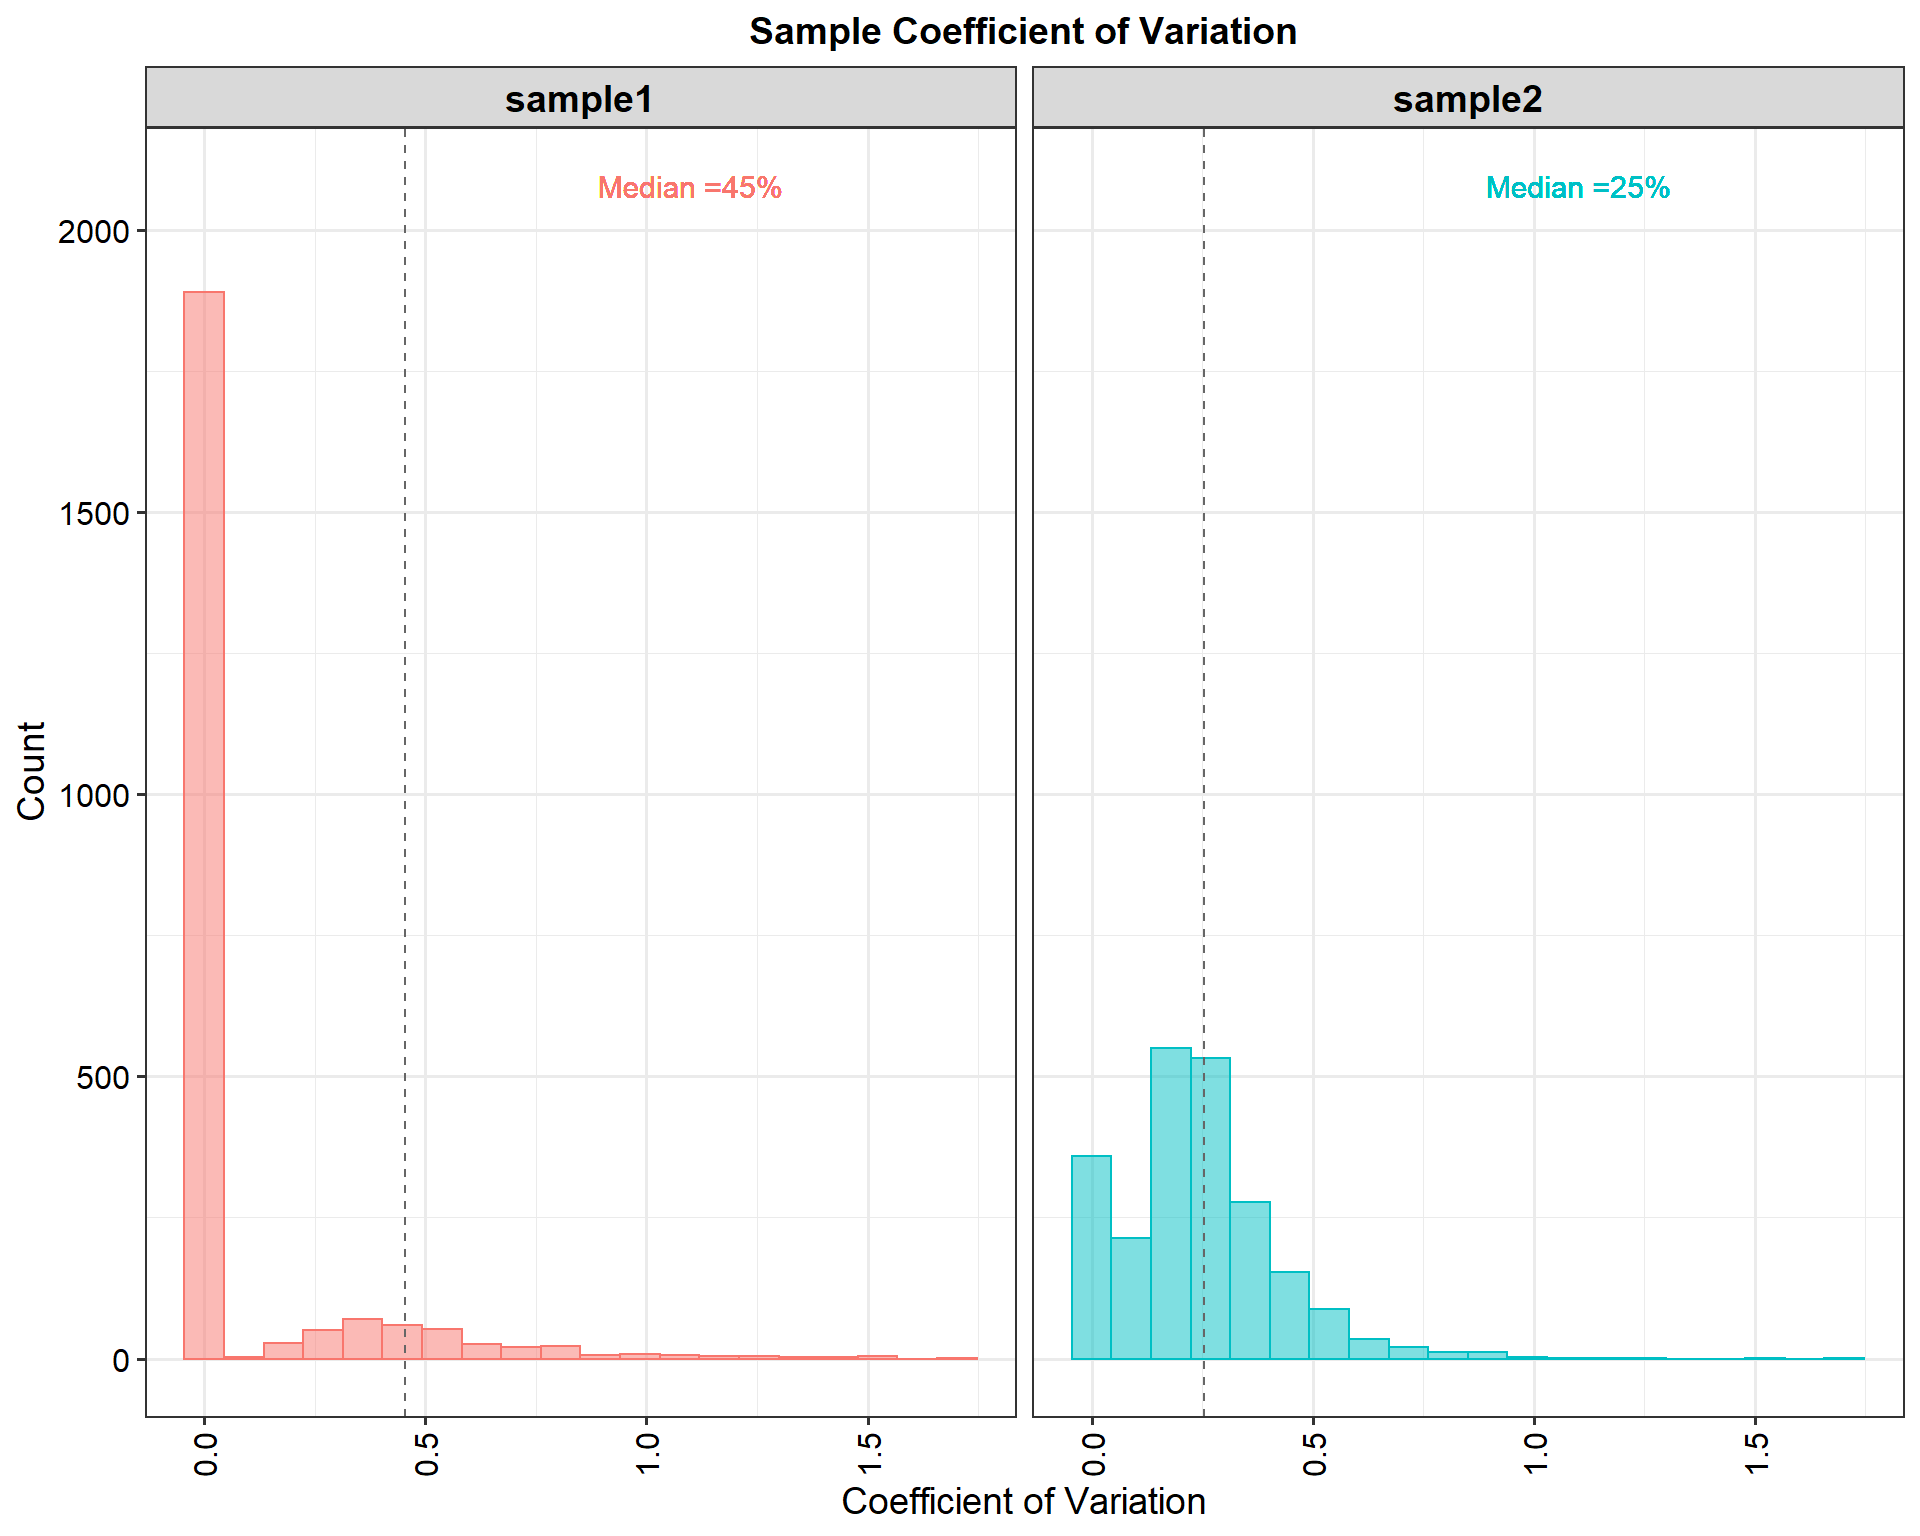 Sample Coefficient of Variation
sample1
sample2
Median =45%
Median =25%
2000
1500
1000
500
0
Count
0.0
0.5
1.0
1.5
0.0
0.5
1.0
1.5
Coefficient of Variation